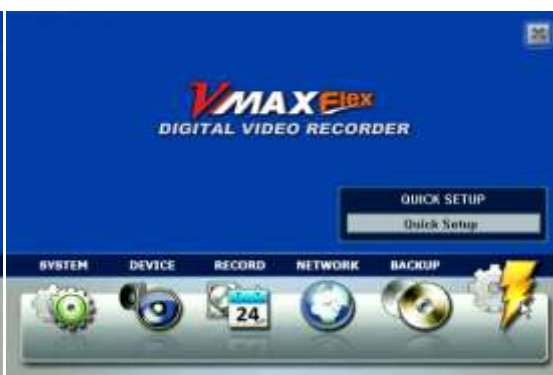 VMAX Flex
DIGITAL VIDEO RECORDER
QUICK SETUP
Quick Setup
SYSTEM DEVICE RECORD NETWORK BACKUP
24